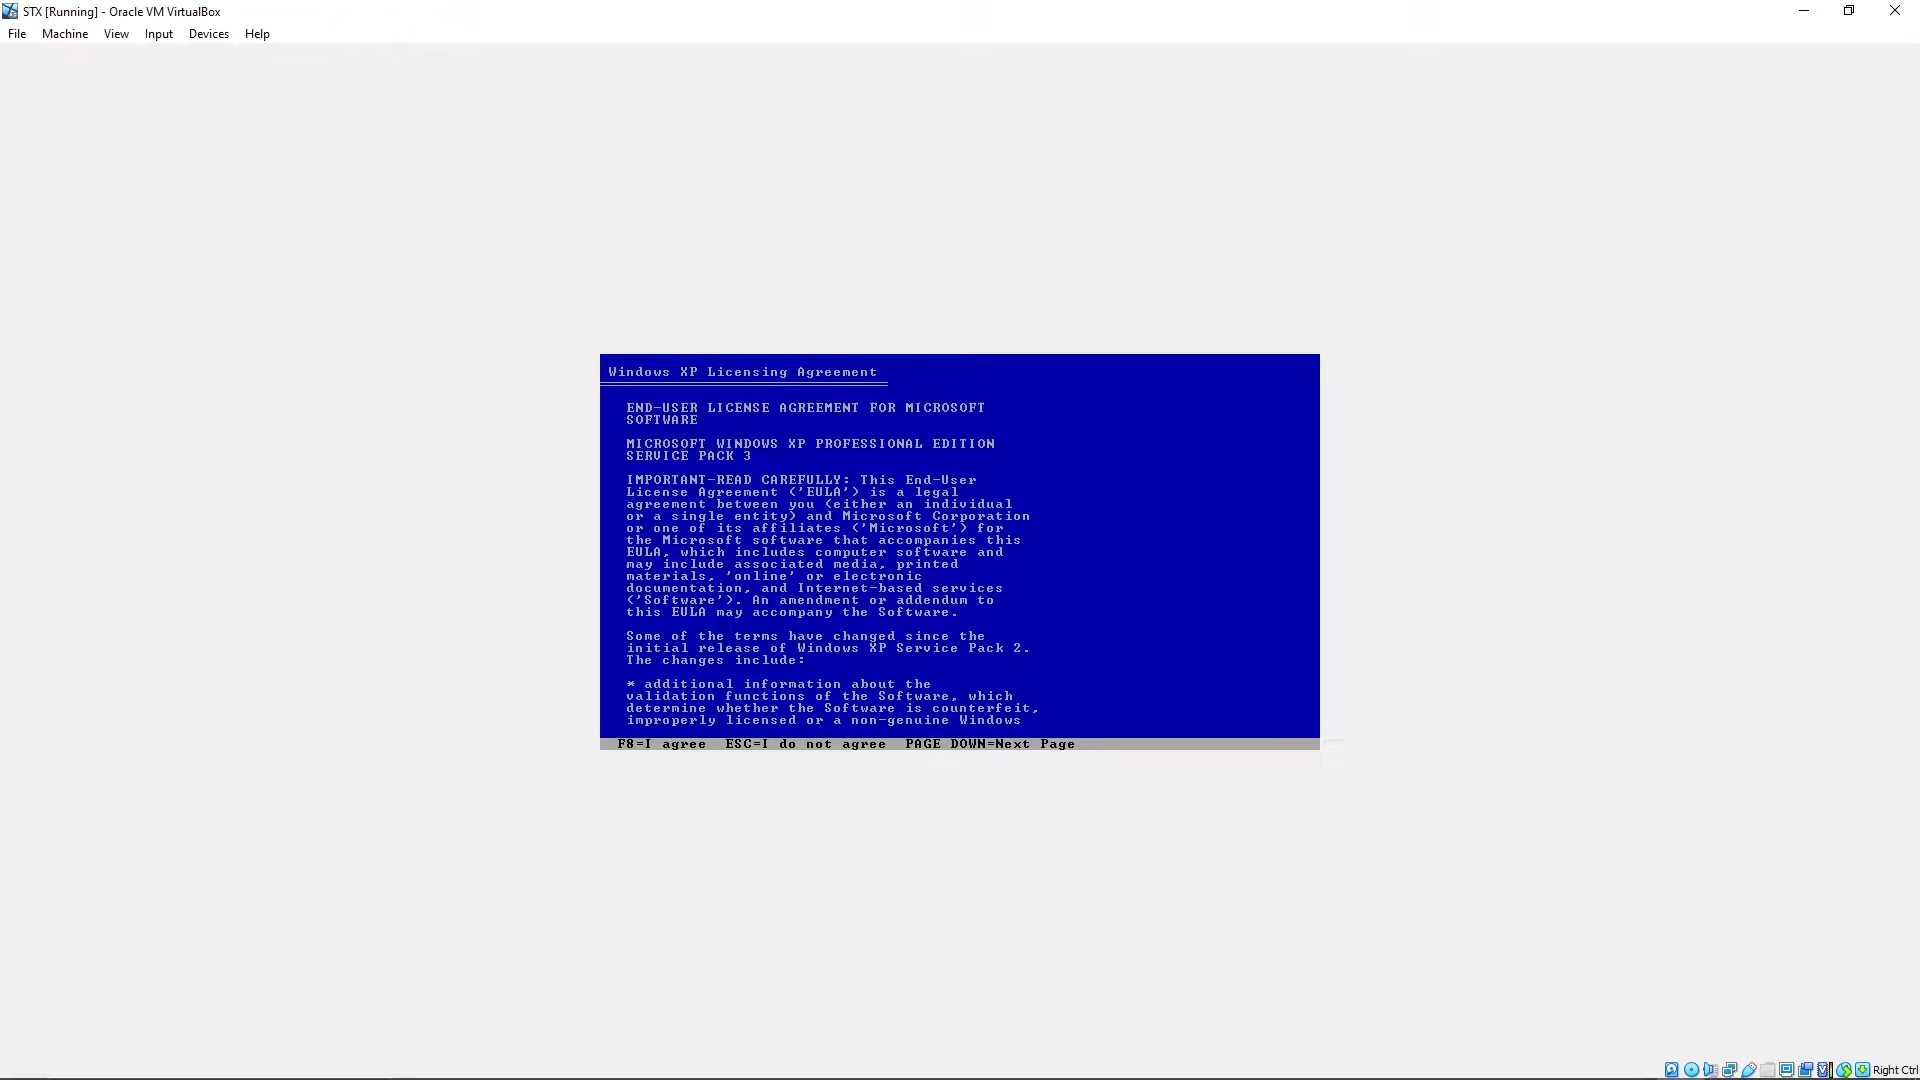 STX [Running] - Oracle VM VirtualBox
File Machine View Input Devices Help
Windows XP Licensing Agreement
END-USER LICENSE AGREEMENT FOR MICROSOFT
SOFTWARE
MICROSOFT WINDOWS XP PROFESSIONAL EDITION
SERVICE PACK 3
IMPORTANT-READ CAREFULLY: This End-User
License Agreement ('EULA') is a legal
agreement between you (either an individual
or a single entity) and Microsoft Corporation
or one of its affiliates ('Microsoft') for
the Microsoft software that accompanies this
EULA, which includes computer software and
may include associated media, printed
materials, 'online' or electronic
documentation, and Internet-based services
('Software'). An amendment or addendum to
this EULA may accompany the Software.
Some of the terms have changed since the
initial release of Windows XP Service Pack 2.
The changes include:
* additional information about the
validation functions of the Software, which
determine whether the Software is counterfeit,
improperly licensed or a non-genuine Windows
F8=I agree ESC=I do not agree PAGE DOWN=Next Page
Right Ctrl